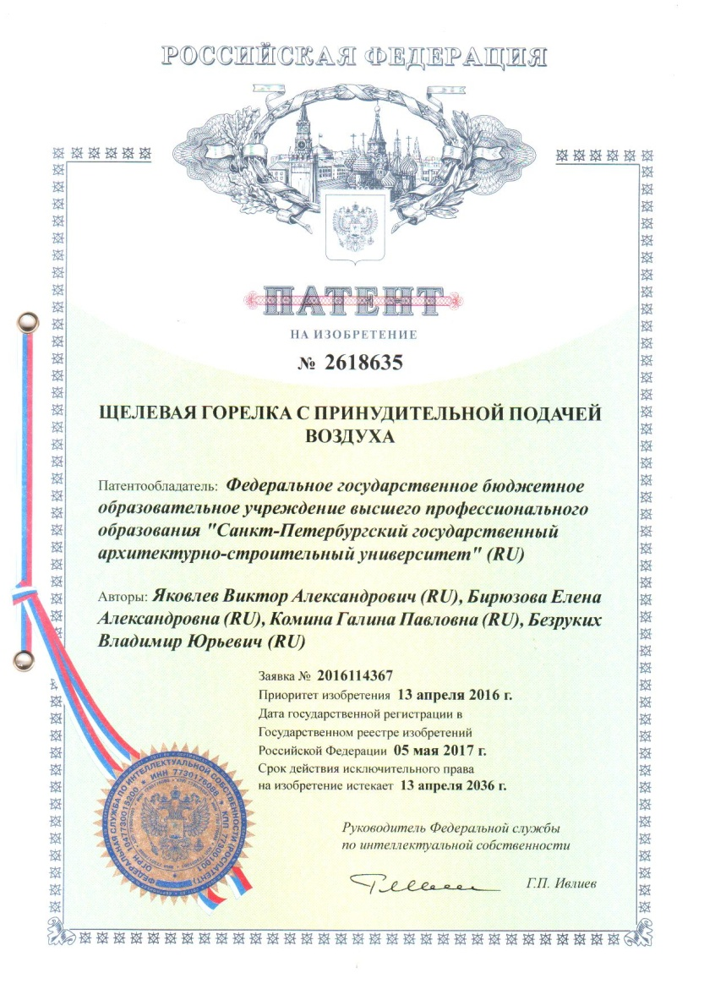 РОССИЙСКАЯ ФЕДЕРАЦИЯ
ПАТЕНТ
НА ИЗОБРЕТЕНИЕ
№ 2618635
ЩЕЛЕВАЯ ГОРЕЛКА С ПРИНУДИТЕЛЬНОЙ ПОДАЧЕЙ
ВОЗДУХА
Патентообладатель: Федеральное государственное бюджетное
образовательное учреждение высшего профессионального
образования "Санкт-Петербургский государственный
архитектурно-строительный университет" (RU)
Авторы: Яковлев Виктор Александрович (RU), Бирюзова Елена
Александровна (RU), Комина Галина Павловна (RU), Безруких
Владимир Юрьевич (RU)
Заявка № 2016114367
Приоритет изобретения 13 апреля 2016 г.
Дата государственной регистрации в
Государственном реестре изобретений
Российской Федерации 05 мая 2017 г.
Срок действия исключительного права
на изобретение истекает 13 апреля 2036 г.
Руководитель Федеральной службы
по интеллектуальной собственности
Г.П. Ивлиев
ФЕДЕРАЛЬНАЯ СЛУЖБА ПО ИНТЕЛЛЕКТУАЛЬНОЙ СОБСТВЕННОСТИ (РОСПАТЕНТ)
ОГРН 1047730015200 * ИНН 7730176088 * КПП 773001001